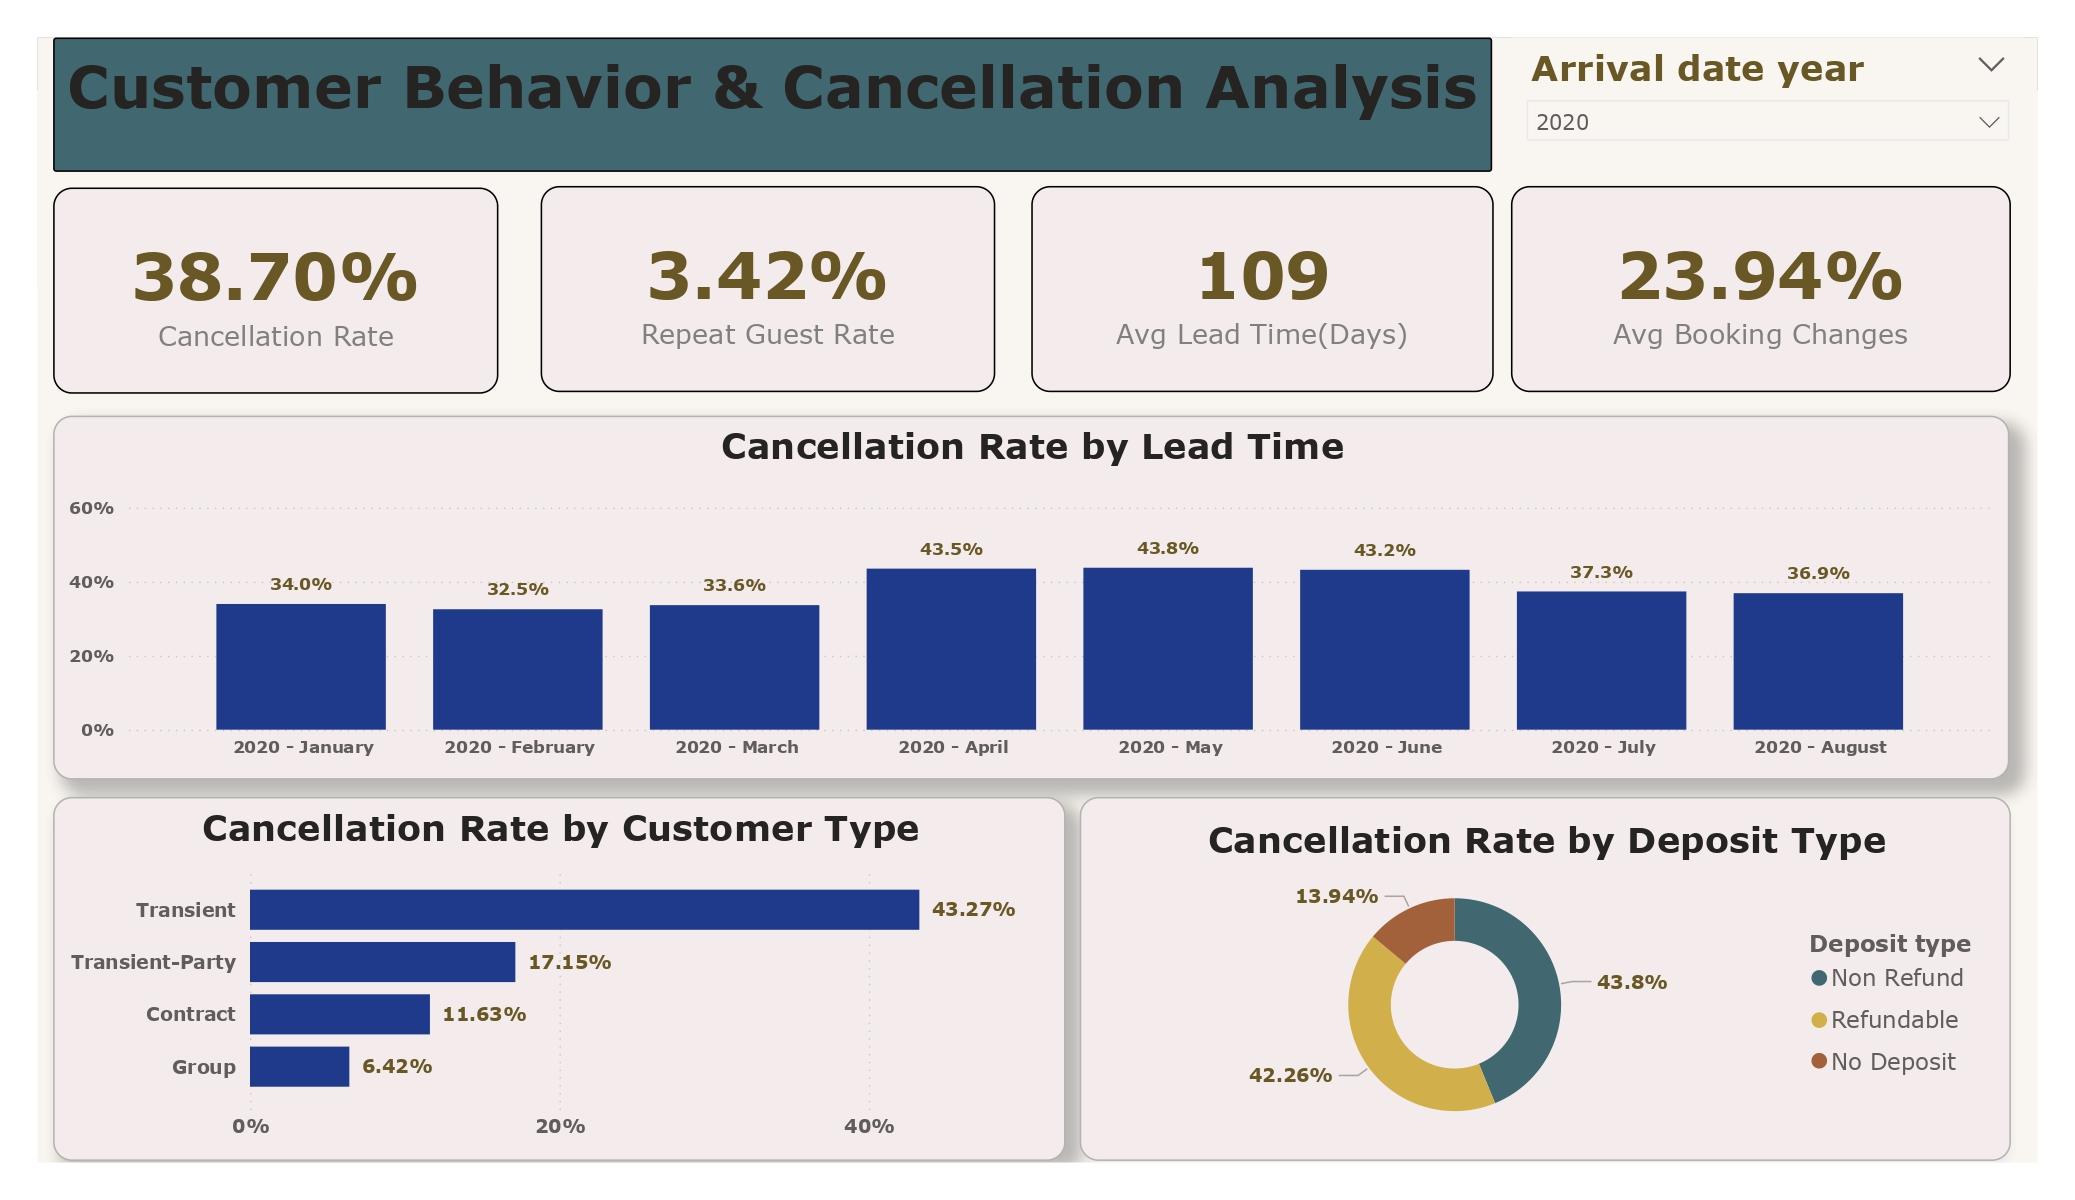 Customer Behavior & Cancellation Analysis
Arrival date year
2020
38.70%
Cancellation Rate
3.42%
Repeat Guest Rate
109
Avg Lead Time(Days)
23.94%
Avg Booking Changes
Cancellation Rate by Lead Time
60%
40%
20%
0%
34.0%
32.5%
33.6%
43.5%
43.8%
43.2%
37.3%
36.9%
2020 - January
2020 - February
2020 - March
2020 - April
2020 - May
2020 - June
2020 - July
2020 - August
Cancellation Rate by Customer Type
Transient
43.27%
Transient-Party
17.15%
Contract
11.63%
Group
6.42%
0%
20%
40%
Cancellation Rate by Deposit Type
13.94%
43.8%
42.26%
Deposit type
Non Refund
Refundable
No Deposit